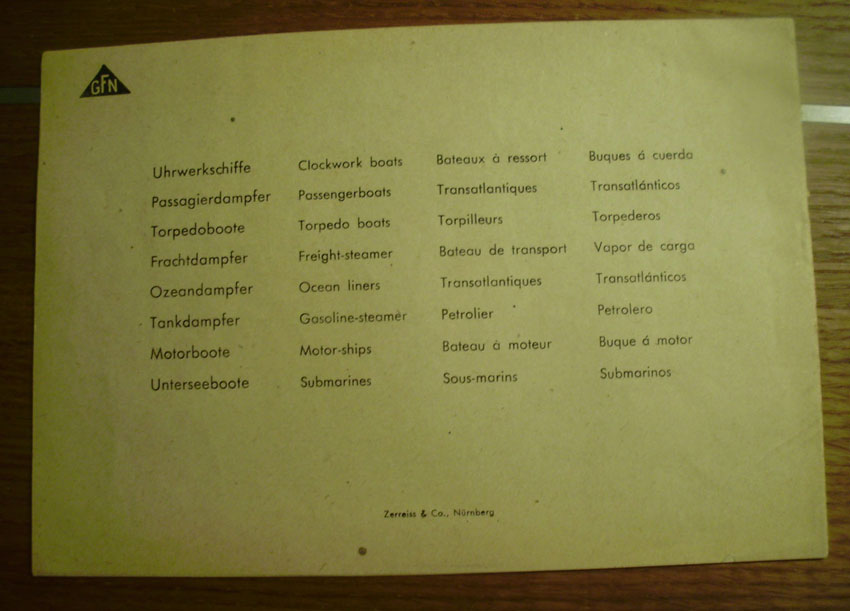 GFN
Uhrwerkschiffe Clockwork boats Bateaux à ressort Buques á cuerda
Passagierdampfer Passengerboats Transatlantiques Transatlánticos
Torpedoboote Torpedo boats Torpilleurs Torpederos
Frachtdampfer Freight-steamer Bateau de transport Vapor de carga
Ozeandampfer Ocean liners Transatlantiques Transatlánticos
Tankdampfer Gasoline-steamer Petrolier Petrolero
Motorboote Motor-ships Bateau à moteur Buque á motor
Unterseeboote Submarines Sous-marins Submarinos
Zerreiss & Co., Nürnberg